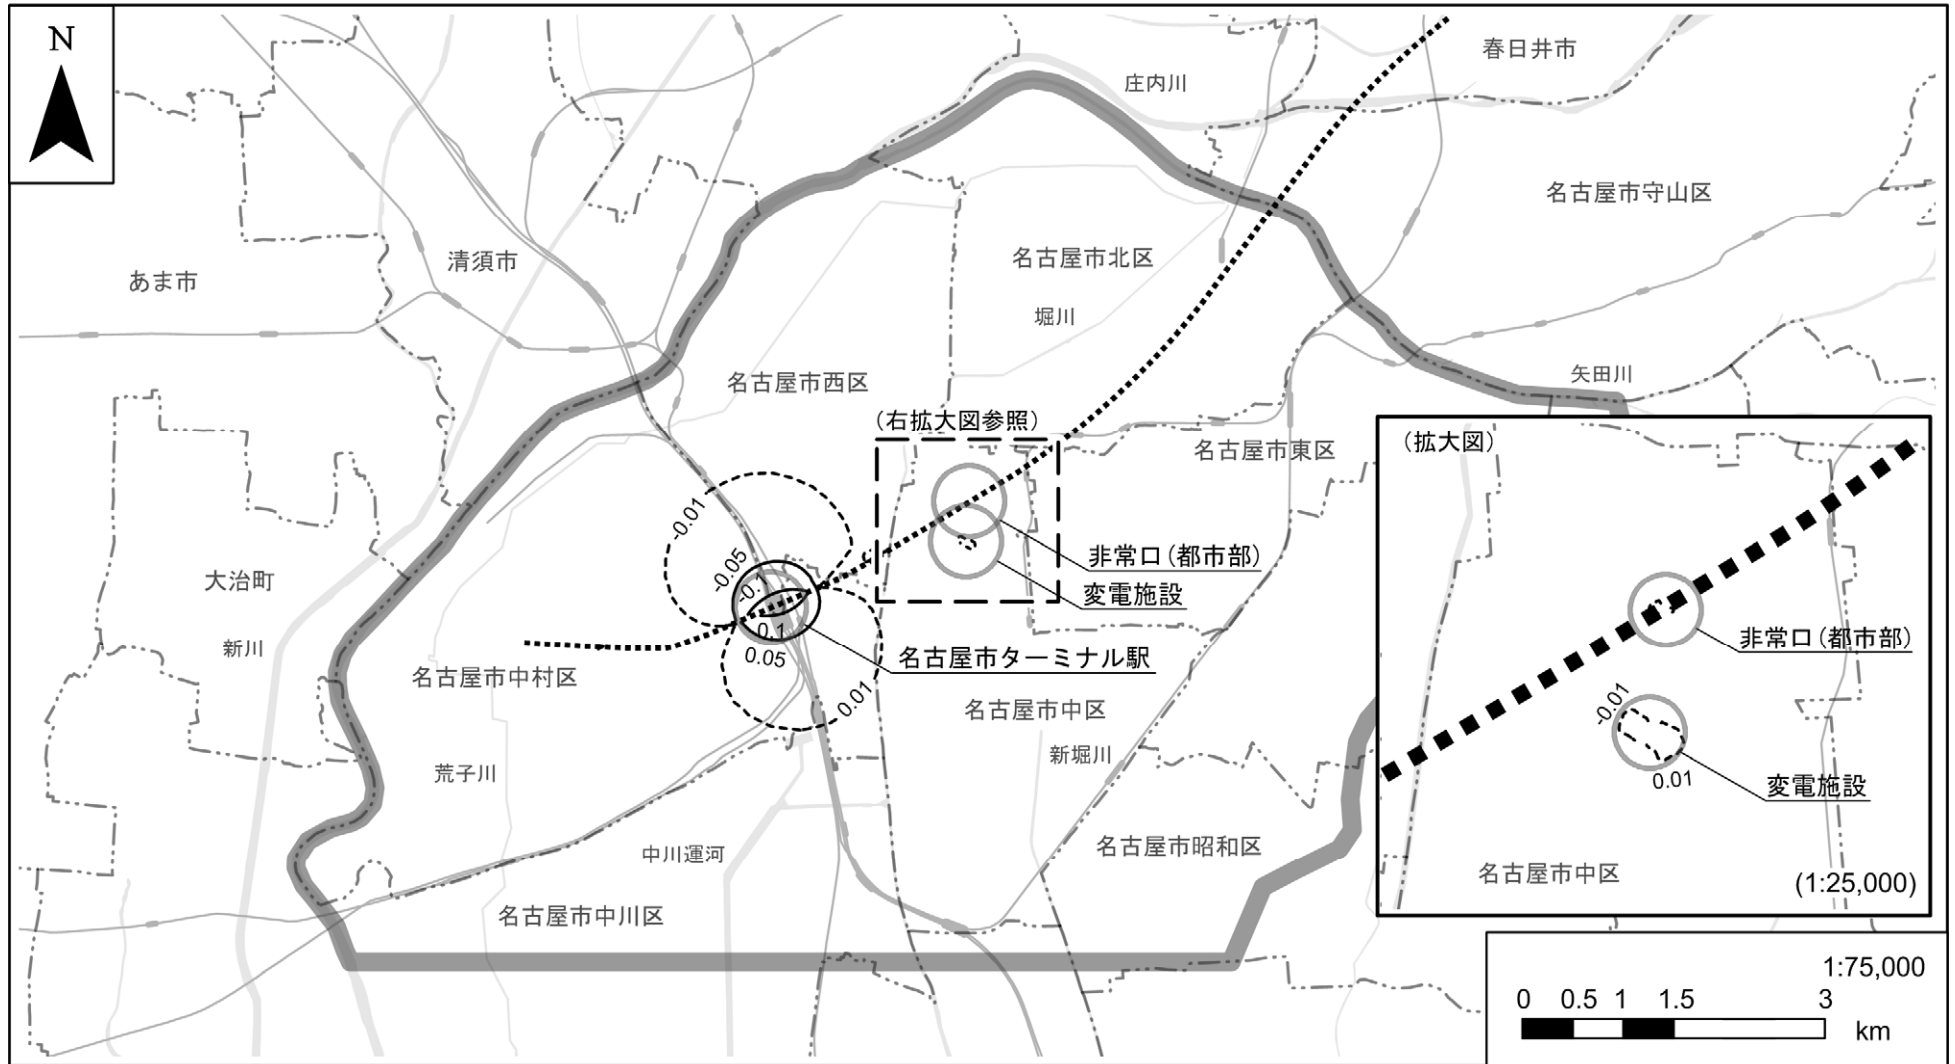 N
春日井市
庄内川
名古屋市守山区
名古屋市北区
清須市
あま市
堀川
矢田川
名古屋市西区
(右拡大図参照)
名古屋市東区
(拡大図)
-0.01
非常口(都市部)
-0.05
-0.1
大治町
変電施設
0.1
新川
0.05
名古屋市ターミナル駅
非常口(都市部)
名古屋市中村区
0.01
名古屋市中区
-0.01
新堀川
荒子川
0.01
変電施設
中川運河
名古屋市昭和区
名古屋市中区
(1:25,000)
名古屋市中川区
1:75,000
0 0.5 1 1.5 3
km